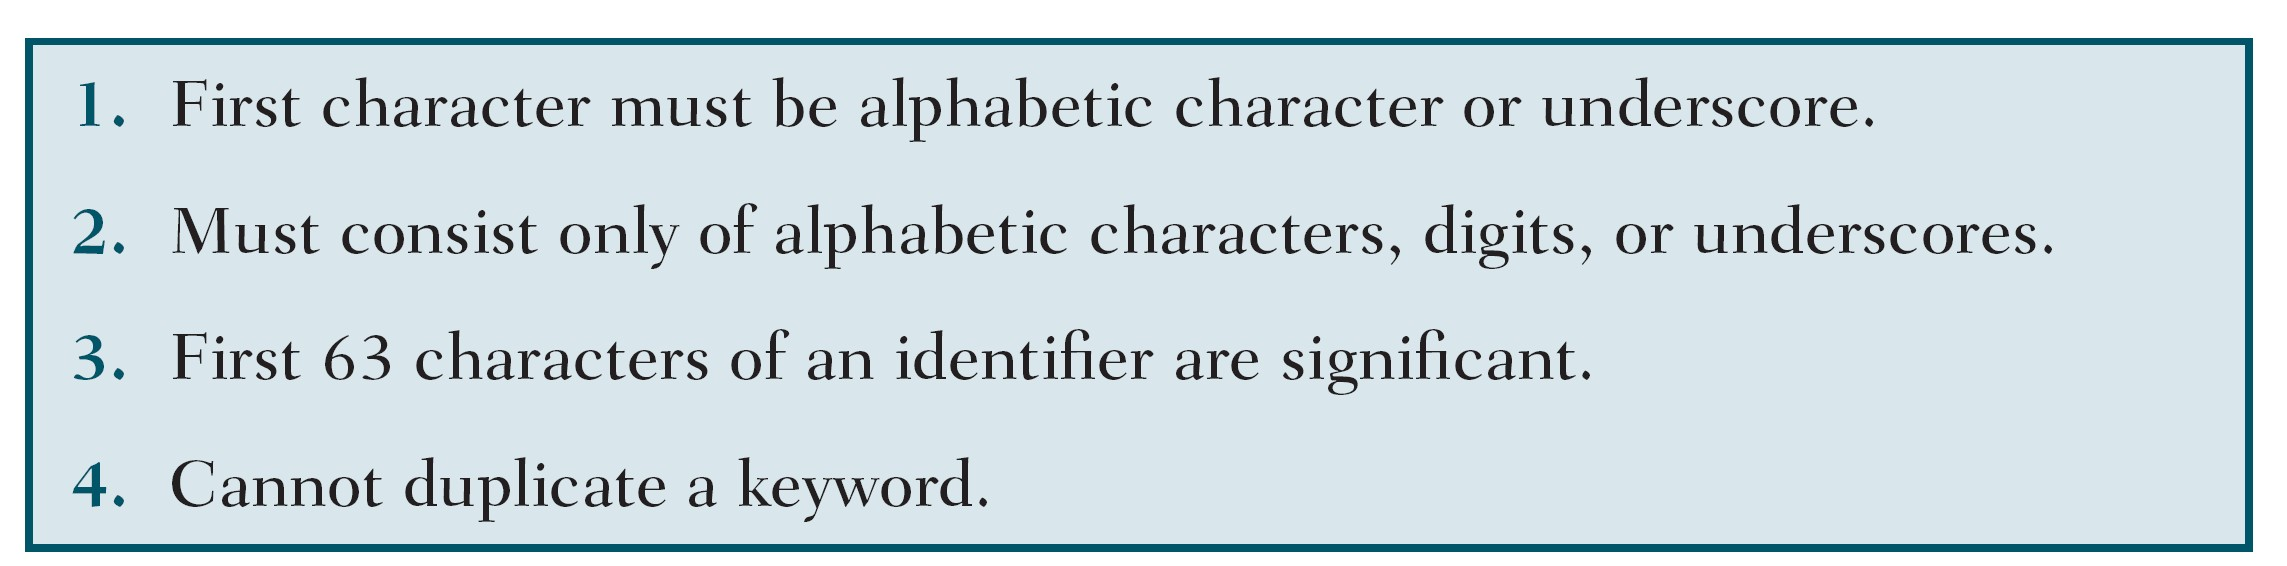 1. First character must be alphabetic character or underscore.
2. Must consist only of alphabetic characters, digits, or underscores.
3. First 63 characters of an identifier are significant.
4. Cannot duplicate a keyword.